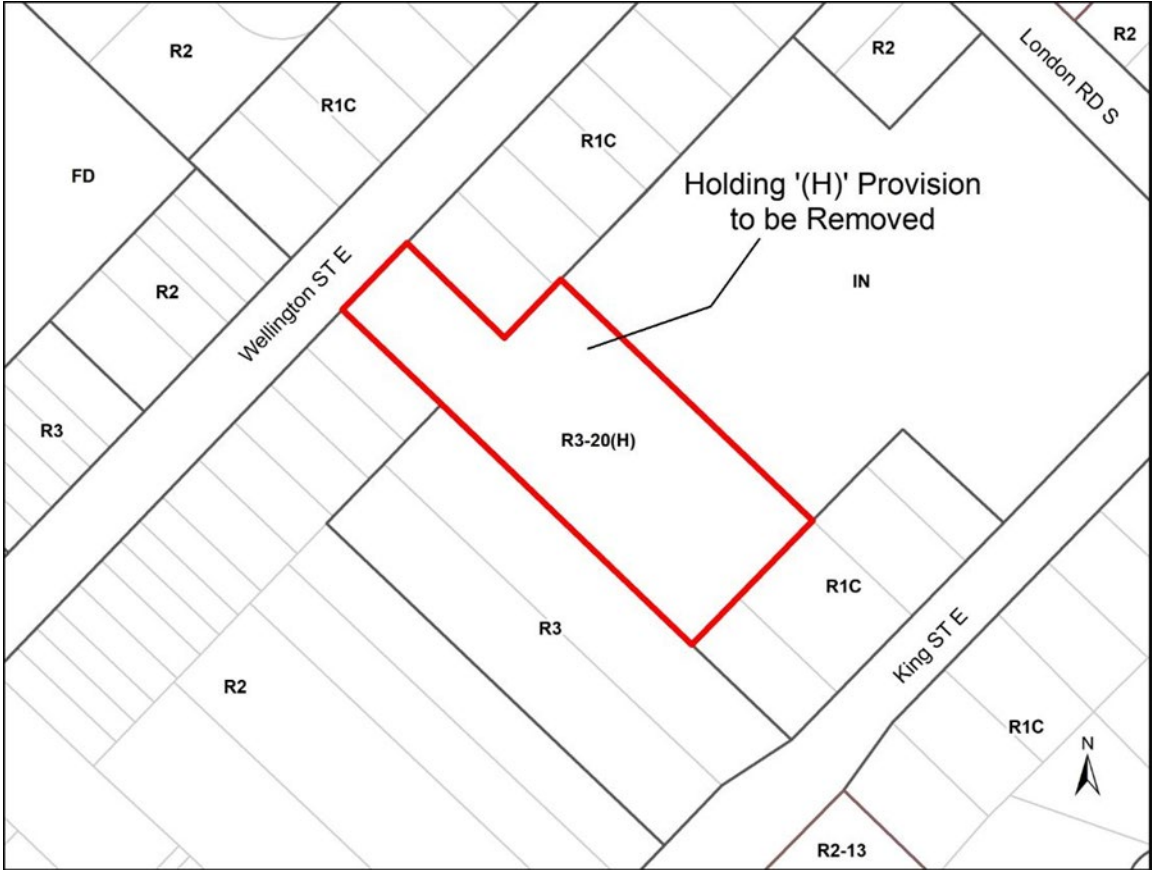 R2
R2
R2
London RD S
R1C
R1C
FD
Holding '(H)' Provision
to be Removed
IN
R2
Wellington ST E
R3
R3-20(H)
R1C
R3
King ST E
R2
R1C
N
R2-13